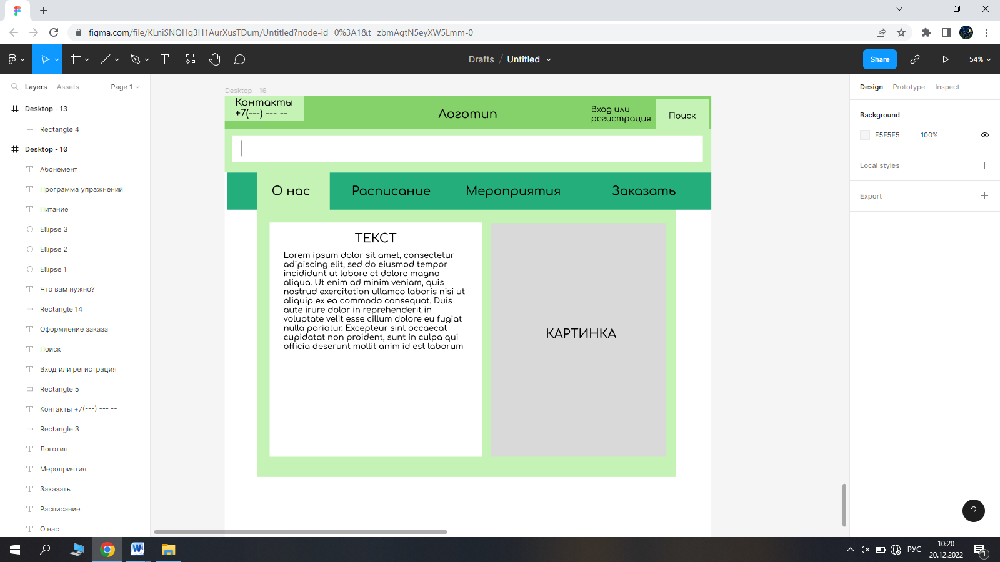 figma.com/file/KLniSNQHq3H1AurXusTDum/Untitled?node-id=0%3A1&t=zbmAgtN5eyXW5Lmm-0
Drafts / Untitled
Share
54%
Layers
Assets
Page 1
Desktop - 13
Rectangle 4
Desktop - 10
Абонемент
Программа упражнений
Питание
Ellipse 3
Ellipse 2
Ellipse 1
Что вам нужно?
Rectangle 14
Оформление заказа
Поиск
Вход или регистрация
Rectangle 5
Контакты +7(---) --- --
Rectangle 3
Логотип
Мероприятия
Заказать
Расписание
О нас
Desktop - 16
Контакты
+7(---) --- --
Логотип
Вход или
регистрация
Поиск
О нас
Расписание
Мероприятия
Заказать
ТЕКСТ
Lorem ipsum dolor sit amet, consectetur
adipiscing elit, sed do eiusmod tempor
incididunt ut labore et dolore magna
aliqua. Ut enim ad minim veniam, quis
nostrud exercitation ullamco laboris nisi ut
aliquip ex ea commodo consequat. Duis
aute irure dolor in reprehenderit in
voluptate velit esse cillum dolore eu fugiat
nulla pariatur. Excepteur sint occaecat
cupidatat non proident, sunt in culpa qui
officia deserunt mollit anim id est laborum
КАРТИНКА
Design
Prototype
Inspect
Background
F5F5F5
100%
Local styles
Export
?
РУС
10:20
20.12.2022
1